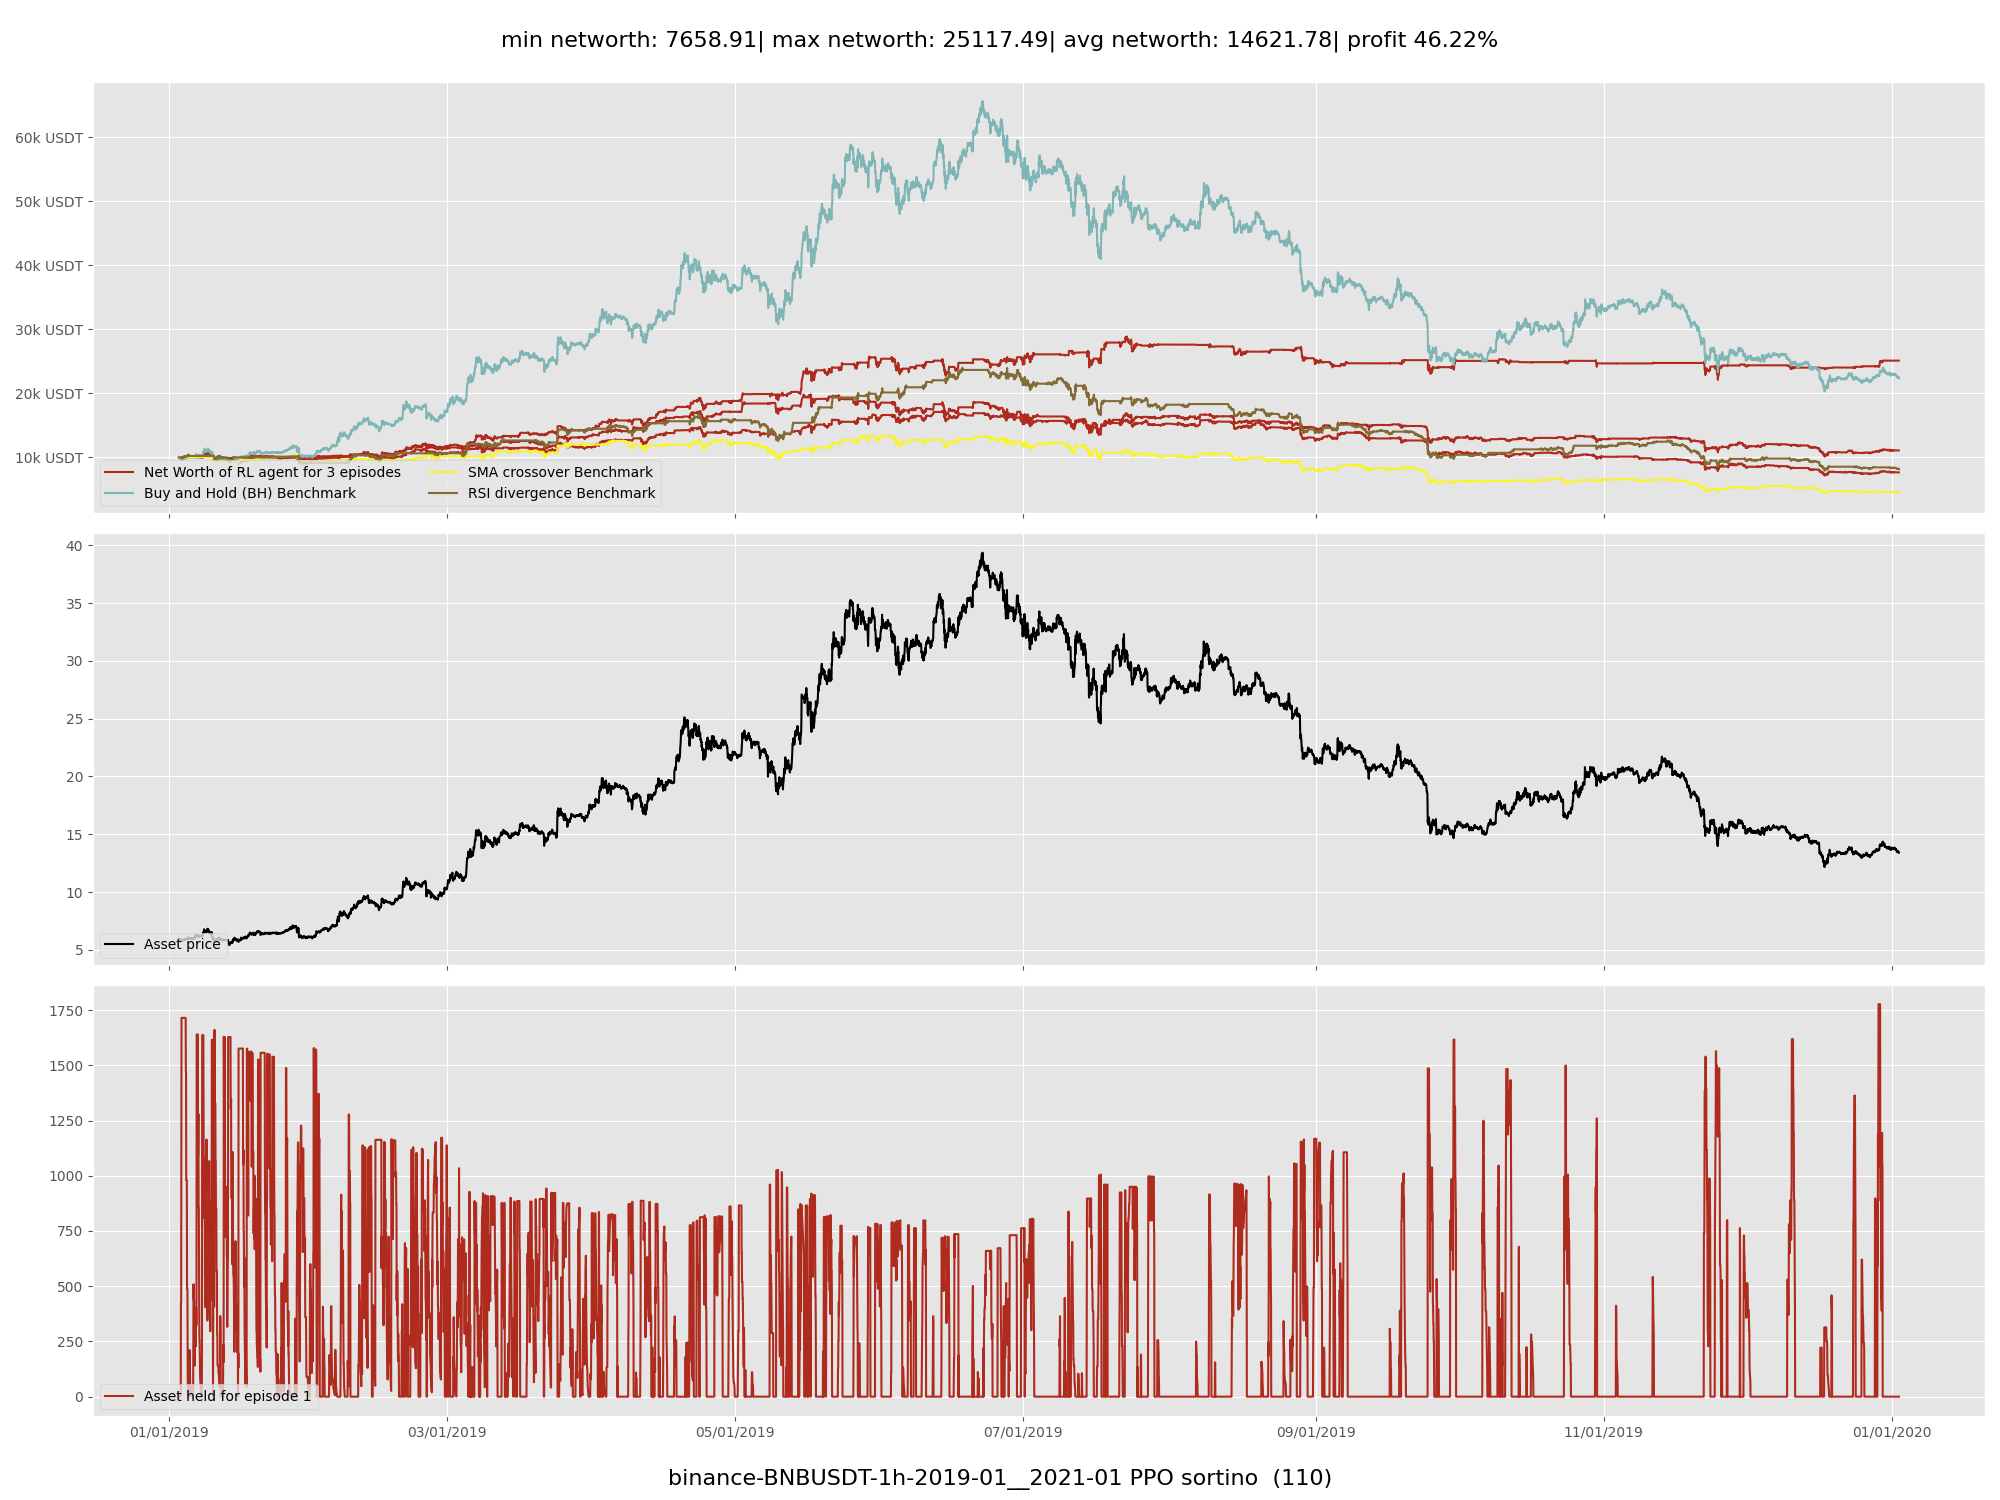 min networth: 7658.91| max networth: 25117.49| avg networth: 14621.78| profit 46.22%
60k USDT
50k USDT
40k USDT
30k USDT
20k USDT
10k USDT
Net Worth of RL agent for 3 episodes
Buy and Hold (BH) Benchmark
SMA crossover Benchmark
RSI divergence Benchmark
40
35
30
25
20
15
10
5
Asset price
1750
1500
1250
1000
750
500
250
0
Asset held for episode 1
01/01/2019
03/01/2019
05/01/2019
07/01/2019
09/01/2019
11/01/2019
01/01/2020
binance-BNBUSDT-1h-2019-01__2021-01 PPO sortino  (110)